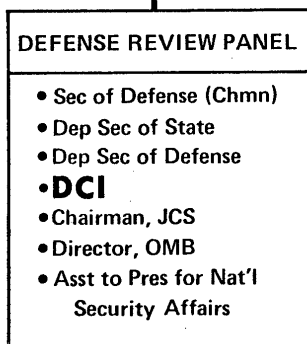 DEFENSE REVIEW PANEL
• Sec of Defense (Chmn)
• Dep Sec of State
• Dep Sec of Defense
•DCI
•Chairman, JCS
•Director, OMB
• Asst to Pres for Nat'l
Security Affairs